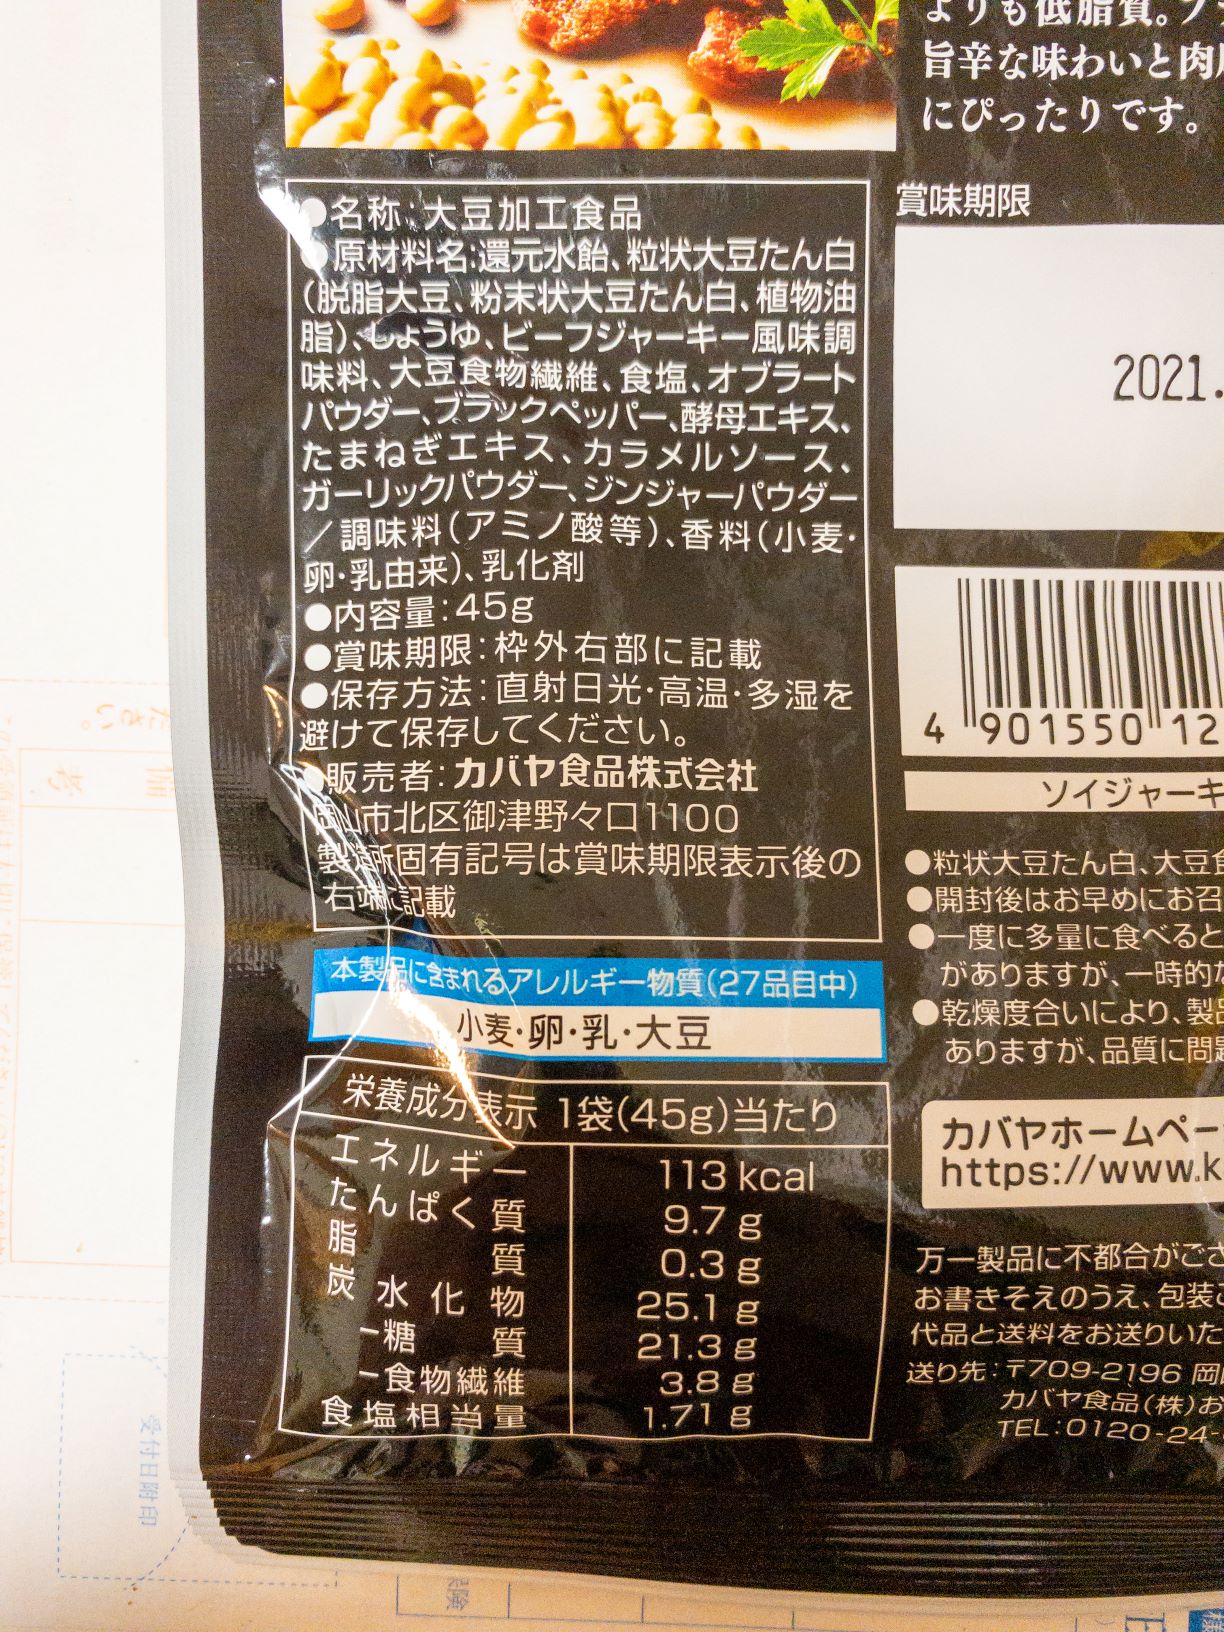 よりも低脂質。
旨辛な味わいと肉
にぴったりです。
●名称:大豆加工食品
●原材料名:還元水飴、粒状大豆たん白
(脱脂大豆、粉末状大豆たん白、植物油
脂)、しょうゆ、ビーフジャーキー風味調
味料、大豆食物繊維、食塩、オブラート
パウダー、ブラックペッパー、酵母エキス、
たまねぎエキス、カラメルソース、
ガーリックパウダー、ジンジャーパウダー
/調味料(アミノ酸等)、香料(小麦・
卵・乳由来)、乳化剤
●内容量:45g
●賞味期限:枠外右部に記載
●保存方法:直射日光・高温・多湿を
避けて保存してください。
●販売者:カバヤ食品株式会社
岡山市北区御津野々口1100
製造所固有記号は賞味期限表示後の
右端に記載
本製品に含まれるアレルギー物質(27品目中)
小麦・卵・乳・大豆
栄養成分表示 1袋(45g)当たり
エネルギー 113 kcal
たんぱく質 9.7 g
脂質 0.3 g
炭水化物 25.1 g
-糖質 21.3 g
-食物繊維 3.8 g
食塩相当量 1.71 g
賞味期限
2021.
4 901550 12
ソイジャーキ
●粒状大豆たん白、大豆
●開封後はお早めにお召
●一度に多量に食べると
がありますが、一時的
●乾燥度合いにより、製
ありますが、品質に問
カバヤホームペー
https://www.k
万一製品に不都合がござ
お書きそえのうえ、包装
代品と送料をお送りいた
送り先:〒709-2196 岡
カバヤ食品(株)お
TEL:0120-24-
受付日附印